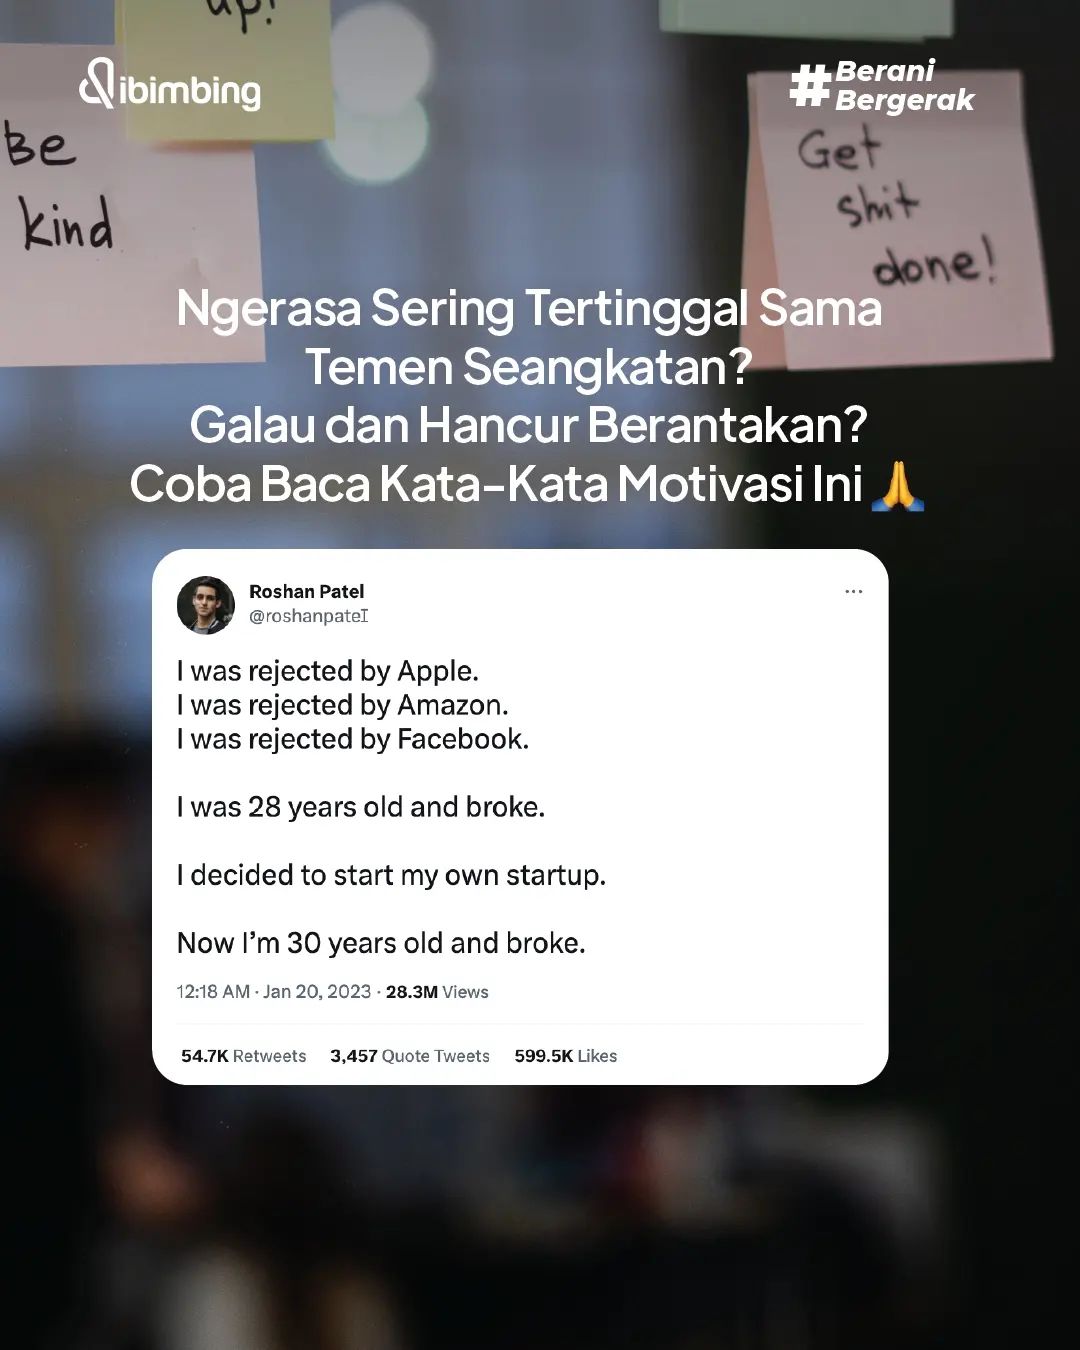 up!
dibimbing
#Berani
Bergerak
Be
kind
Get
shit
done!
Ngerasa Sering Tertinggal Sama
Temen Seangkatan?
Galau dan Hancur Berantakan?
Coba Baca Kata-Kata Motivasi Ini 🙏
Roshan Patel
@roshanpateI
I was rejected by Apple.
I was rejected by Amazon.
I was rejected by Facebook.
I was 28 years old and broke.
I decided to start my own startup.
Now I’m 30 years old and broke.
12:18 AM · Jan 20, 2023 · 28.3M Views
54.7K Retweets 3,457 Quote Tweets 599.5K Likes